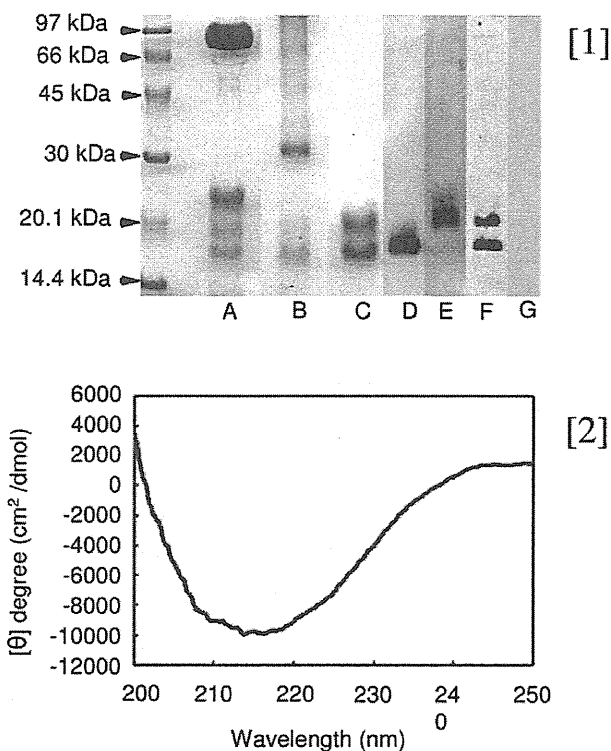 97 kDa
[1]
66 kDa
45 kDa
30 kDa
20.1 kDa
14.4 kDa
A B C D E F G
[2]
6000
4000
2000
0
-2000
-4000
-6000
-8000
-10000
-12000
[θ] degree (cm² /dmol)
200 210 220 230 24 250
0
Wavelength (nm)